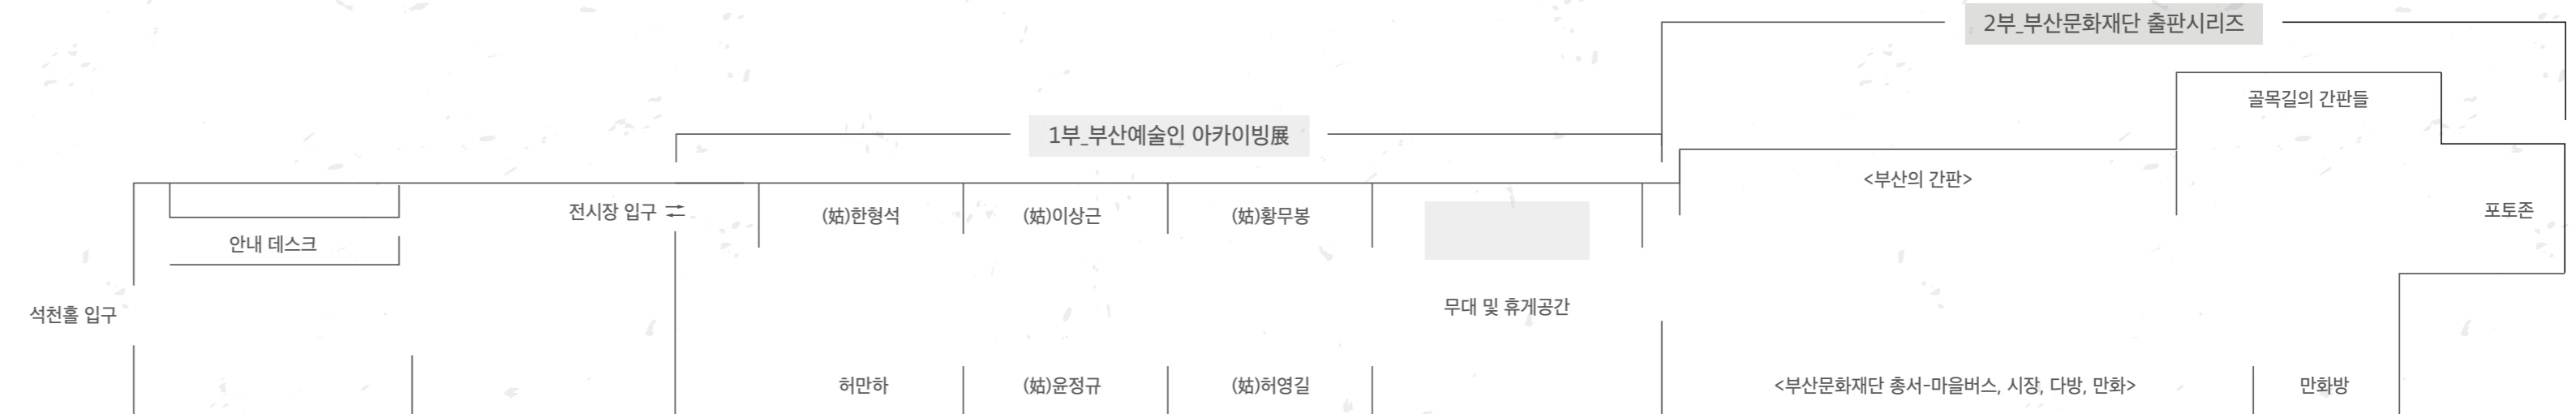 2부_부산문화재단 출판시리즈
골목길의 간판들
1부_부산예술인 아카이빙展
<부산의 간판>
전시장 입구
(姑)한형석
(姑)이상근
(姑)황무봉
포토존
안내 데스크
석천홀 입구
무대 및 휴게공간
허만하
(姑)윤정규
(姑)허영길
<부산문화재단 총서-마을버스, 시장, 다방, 만화>
만화방